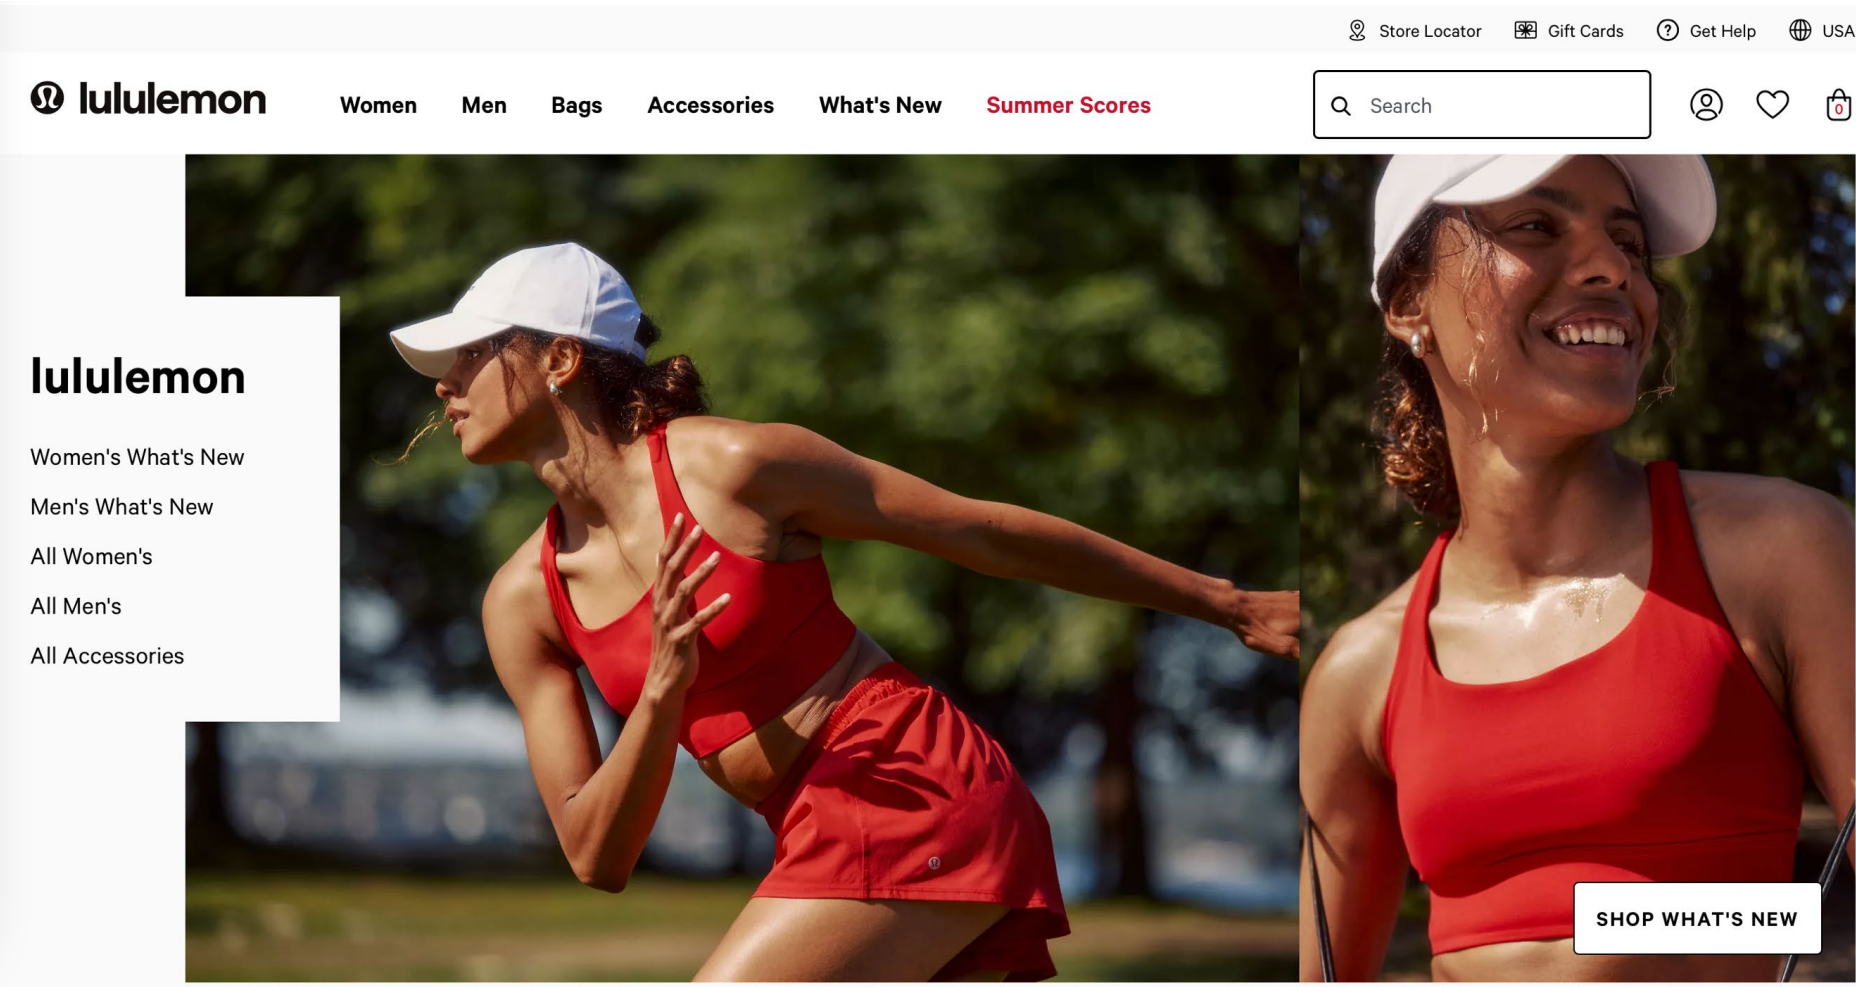 Store Locator Gift Cards Get Help USA
lululemon Women Men Bags Accessories What's New Summer Scores Search 0
lululemon
Women's What's New
Men's What's New
All Women's
All Men's
All Accessories
SHOP WHAT'S NEW